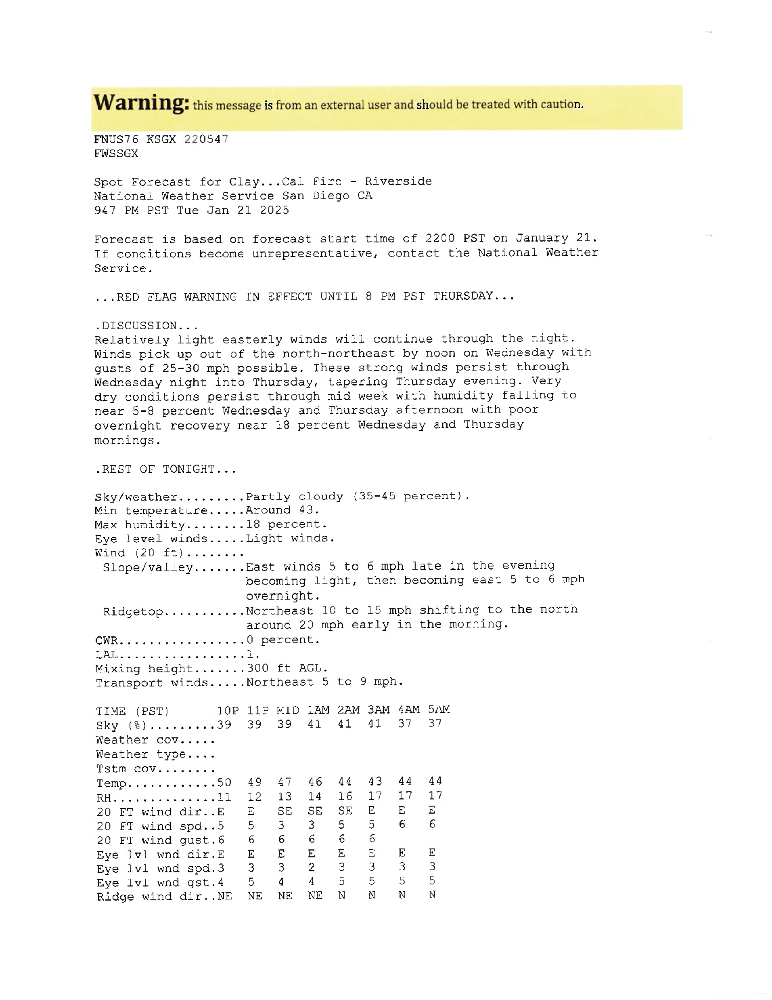 Warning: this message is from an external user and should be treated with caution.
FNUS76 KSGX 220547
FWSSGX
Spot Forecast for Clay...Cal Fire - Riverside
National Weather Service San Diego CA
947 PM PST Tue Jan 21 2025
Forecast is based on forecast start time of 2200 PST on January 21.
If conditions become unrepresentative, contact the National Weather
Service.
...RED FLAG WARNING IN EFFECT UNTIL 8 PM PST THURSDAY...
.DISCUSSION...
Relatively light easterly winds will continue through the night.
Winds pick up out of the north-northeast by noon on Wednesday with
gusts of 25-30 mph possible. These strong winds persist through
Wednesday night into Thursday, tapering Thursday evening. Very
dry conditions persist through mid week with humidity falling to
near 5-8 percent Wednesday and Thursday afternoon with poor
overnight recovery near 18 percent Wednesday and Thursday
mornings.
.REST OF TONIGHT...
Sky/weather.........Partly cloudy (35-45 percent).
Min temperature.....Around 43.
Max humidity........18 percent.
Eye level winds.....Light winds.
Wind (20 ft)........
Slope/valley.......East winds 5 to 6 mph late in the evening
becoming light, then becoming east 5 to 6 mph
overnight.
Ridgetop...........Northeast 10 to 15 mph shifting to the north
around 20 mph early in the morning.
CWR.................0 percent.
LAL.................1.
Mixing height.......300 ft AGL.
Transport winds.....Northeast 5 to 9 mph.
TIME (PST)      10P 11P MID 1AM 2AM 3AM 4AM 5AM
Sky (%).........39  39  39  41  41  41  37  37
Weather cov.....
Weather type....
Tstm cov........
Temp............50  49  47  46  44  43  44  44
RH..............11  12  13  14  16  17  17  17
20 FT wind dir..E   E   SE  SE  SE  E   E   E
20 FT wind spd..5   5   3   3   5   5   6   6
20 FT wind gust.6   6   6   6   6   6
Eye lvl wnd dir.E   E   E   E   E   E   E   E
Eye lvl wnd spd.3   3   3   2   3   3   3   3
Eye lvl wnd gst.4   5   4   4   5   5   5   5
Ridge wind dir..NE  NE  NE  NE  N   N   N   N